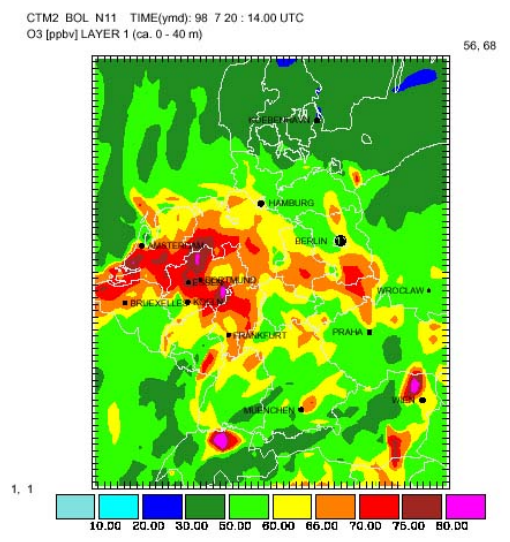 CTM2 BOL N11 TIME(ymd): 98 7 20 : 14.00 UTC
O3 [ppbv] LAYER 1 (ca. 0 - 40 m)
56, 68
KOEBENHAVN
HAMBURG
BERLIN
AMSTERDAM
DORTMUND
WROCLAW
BRUEXELLES
KOELN
PRAHA
FRANKFURT
WIEN
MUENCHEN
1, 1
10.00 20.00 30.00 50.00 60.00 66.00 70.00 75.00 80.00